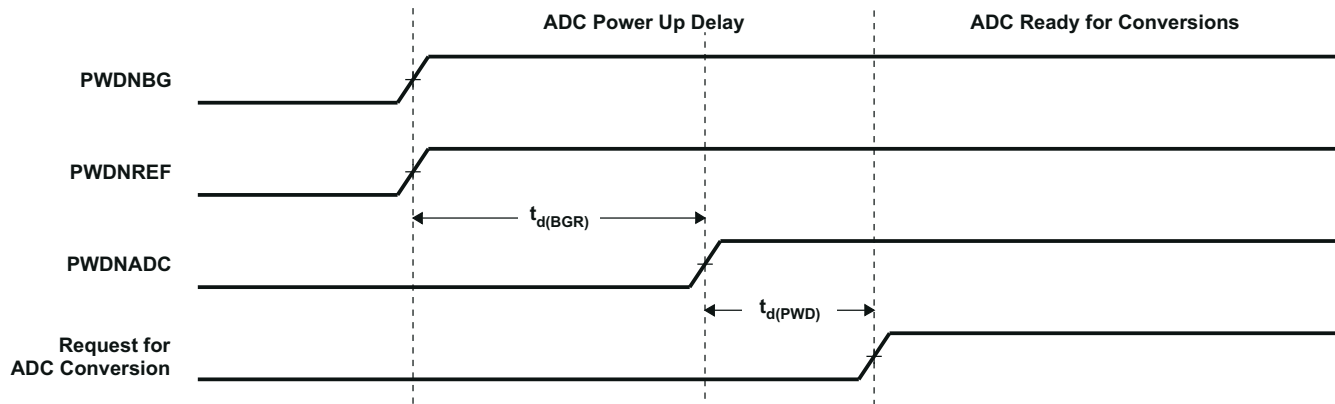 ADC Power Up Delay
ADC Ready for Conversions
PWDNBG
PWDNREF
td(BGR)
PWDNADC
td(PWD)
Request for
ADC Conversion